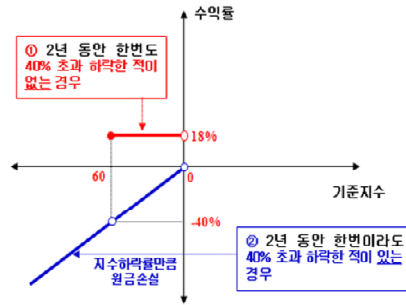 수익률
① 2년 동안 한번도
40% 초과 하락한 적이
없는 경우
18%
60
0
기준지수
-40%
② 2년 동안 한번이라도
40% 초과 하락한 적이 있는
경우
지수하락률만큼
원금손실